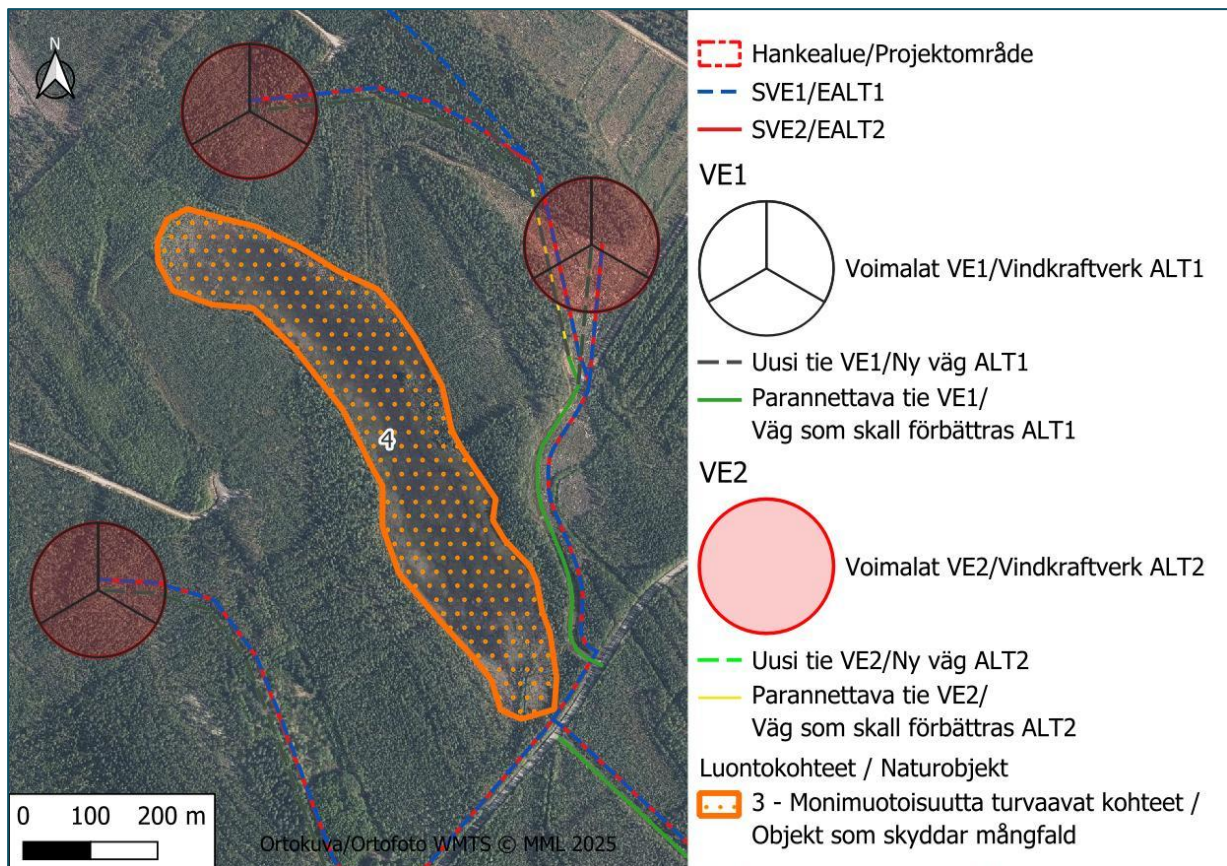 N
4
0 100 200 m
Ortokuva/Ortofoto WMTS © MML 2025
Hankealue/Projektområde
SVE1/EALT1
SVE2/EALT2
VE1
Voimalat VE1/Vindkraftverk ALT1
Uusi tie VE1/Ny väg ALT1
Parannettava tie VE1/
Väg som skall förbättras ALT1
VE2
Voimalat VE2/Vindkraftverk ALT2
Uusi tie VE2/Ny väg ALT2
Parannettava tie VE2/
Väg som skall förbättras ALT2
Luontokohteet / Naturobjekt
3 - Monimuotoisuutta turvaavat kohteet /
Objekt som skyddar mångfald